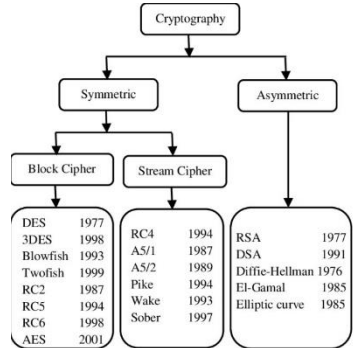 Cryptography
Symmetric
Asymmetric
Block Cipher
Stream Cipher
DES 1977
3DES 1998
Blowfish 1993
Twofish 1999
RC2 1987
RC5 1994
RC6 1998
AES 2001
RC4 1994
A5/1 1987
A5/2 1989
Pike 1994
Wake 1993
Sober 1997
RSA 1977
DSA 1991
Diffie-Hellman 1976
El-Gamal 1985
Elliptic curve 1985